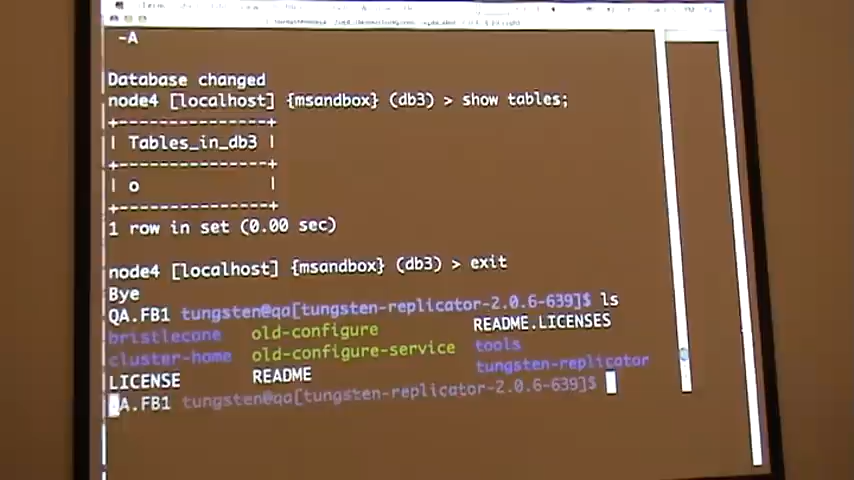 -A
Database changed
node4 [localhost] {msandbox} (db3) > show tables;
+---------------+
| Tables_in_db3 |
+---------------+
| o             |
+---------------+
1 row in set (0.00 sec)
node4 [localhost] {msandbox} (db3) > exit
Bye
QA.FB1 tungsten@qa[tungsten-replicator-2.0.6-639]$ ls
bristlecone old-configure README.LICENSES
cluster-home old-configure-service tools
LICENSE README tungsten-replicator
QA.FB1 tungsten@qa[tungsten-replicator-2.0.6-639]$